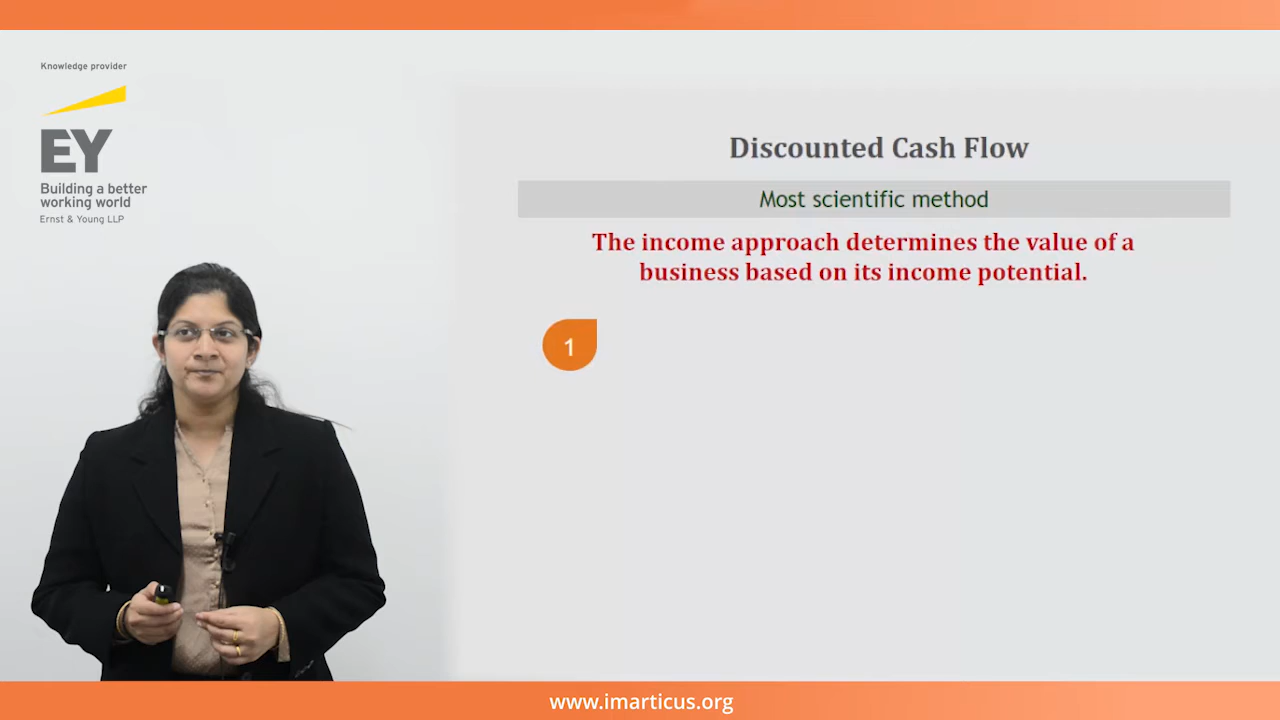 Knowledge provider
EY
Building a better
working world
Ernst & Young LLP
Discounted Cash Flow
Most scientific method
The income approach determines the value of a
business based on its income potential.
1
www.imarticus.org